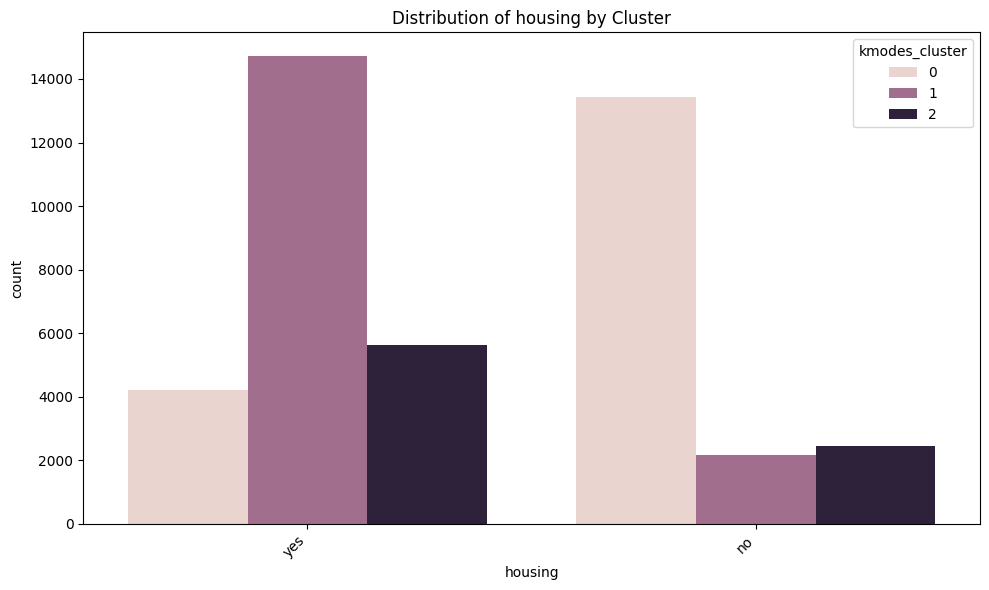 Distribution of housing by Cluster
kmodes_cluster
0
1
2
14000
12000
10000
8000
6000
4000
2000
0
count
yes
no
housing